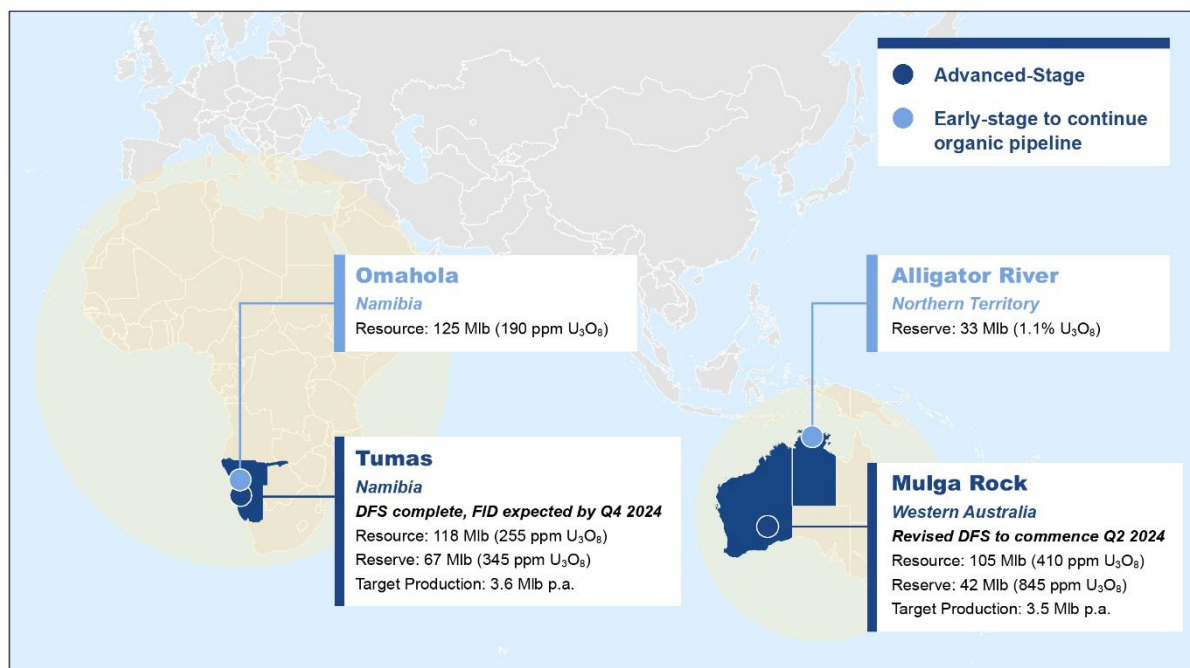 Advanced-Stage
Early-stage to continue
organic pipeline
Omahola
Namibia
Resource: 125 Mlb (190 ppm U₃O₈)
Alligator River
Northern Territory
Reserve: 33 Mlb (1.1% U₃O₈)
Tumas
Namibia
DFS complete, FID expected by Q4 2024
Resource: 118 Mlb (255 ppm U₃O₈)
Reserve: 67 Mlb (345 ppm U₃O₈)
Target Production: 3.6 Mlb p.a.
Mulga Rock
Western Australia
Revised DFS to commence Q2 2024
Resource: 105 Mlb (410 ppm U₃O₈)
Reserve: 42 Mlb (845 ppm U₃O₈)
Target Production: 3.5 Mlb p.a.